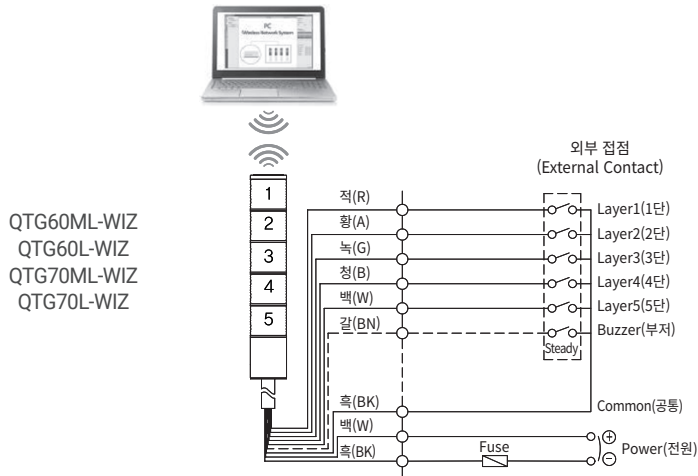 PC
Wireless Network System
외부 접점
(External Contact)
QTG60ML-WIZ
QTG60L-WIZ
QTG70ML-WIZ
QTG70L-WIZ
1
2
3
4
5
적(R)
황(A)
녹(G)
청(B)
백(W)
갈(BN)
Layer1(1단)
Layer2(2단)
Layer3(3단)
Layer4(4단)
Layer5(5단)
Buzzer(부저)
Steady
흑(BK)
Common(공통)
백(W)
흑(BK)
Fuse
+
−
Power(전원)